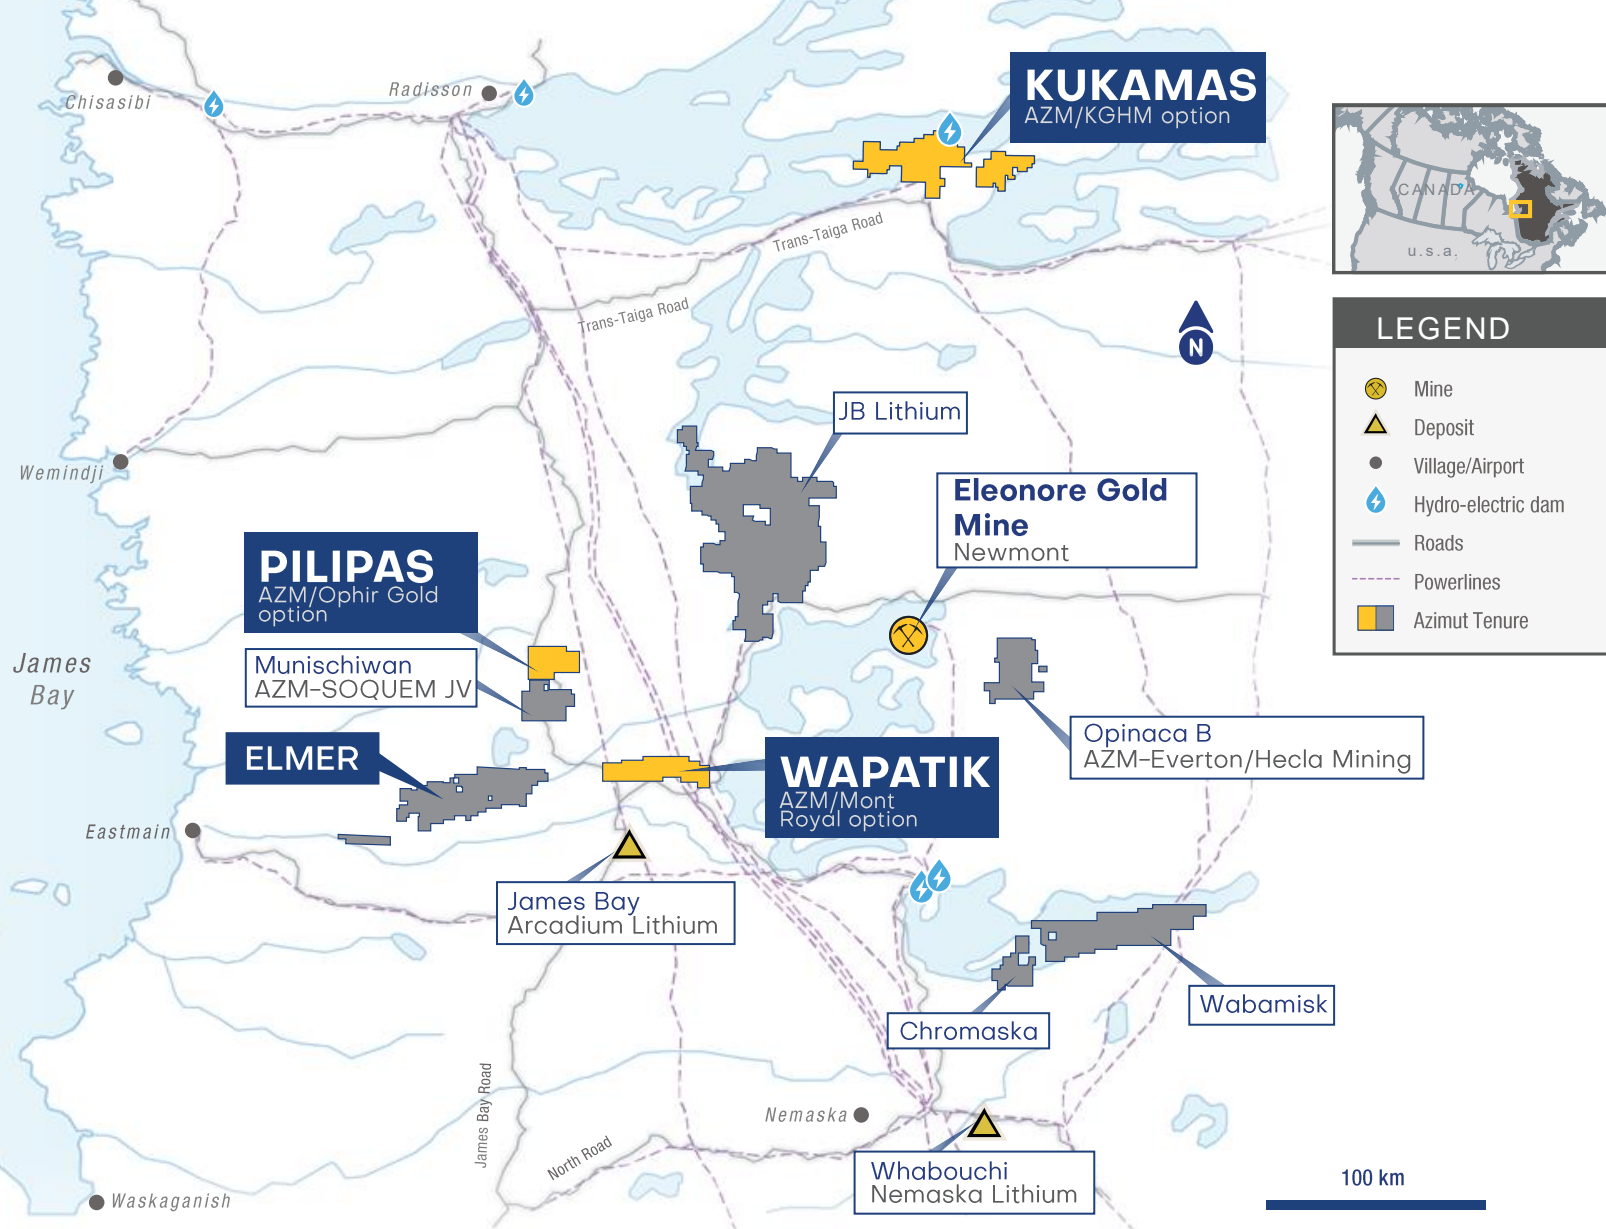 Chisasibi
Radisson
KUKAMAS
AZM/KGHM option
CANADA
u.s.a.
Trans-Taiga Road
Trans-Taiga Road
N
LEGEND
Mine
Deposit
Village/Airport
Hydro-electric dam
Roads
Powerlines
Azimut Tenure
JB Lithium
Wemindji
Eleonore Gold
Mine
Newmont
PILIPAS
AZM/Ophir Gold
option
James
Bay
Munischiwan
AZM-SOQUEM JV
Opinaca B
AZM-Everton/Hecla Mining
ELMER
WAPATIK
AZM/Mont
Royal option
Eastmain
James Bay
Arcadium Lithium
Wabamisk
Chromaska
James Bay Road
Nemaska
North Road
Whabouchi
Nemaska Lithium
100 km
Waskaganish